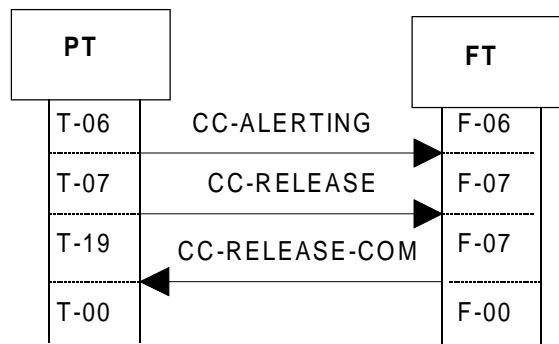 PT
FT
T-06 CC-ALERTING F-06
T-07 CC-RELEASE F-07
T-19 CC-RELEASE-COM F-07
T-00 F-00